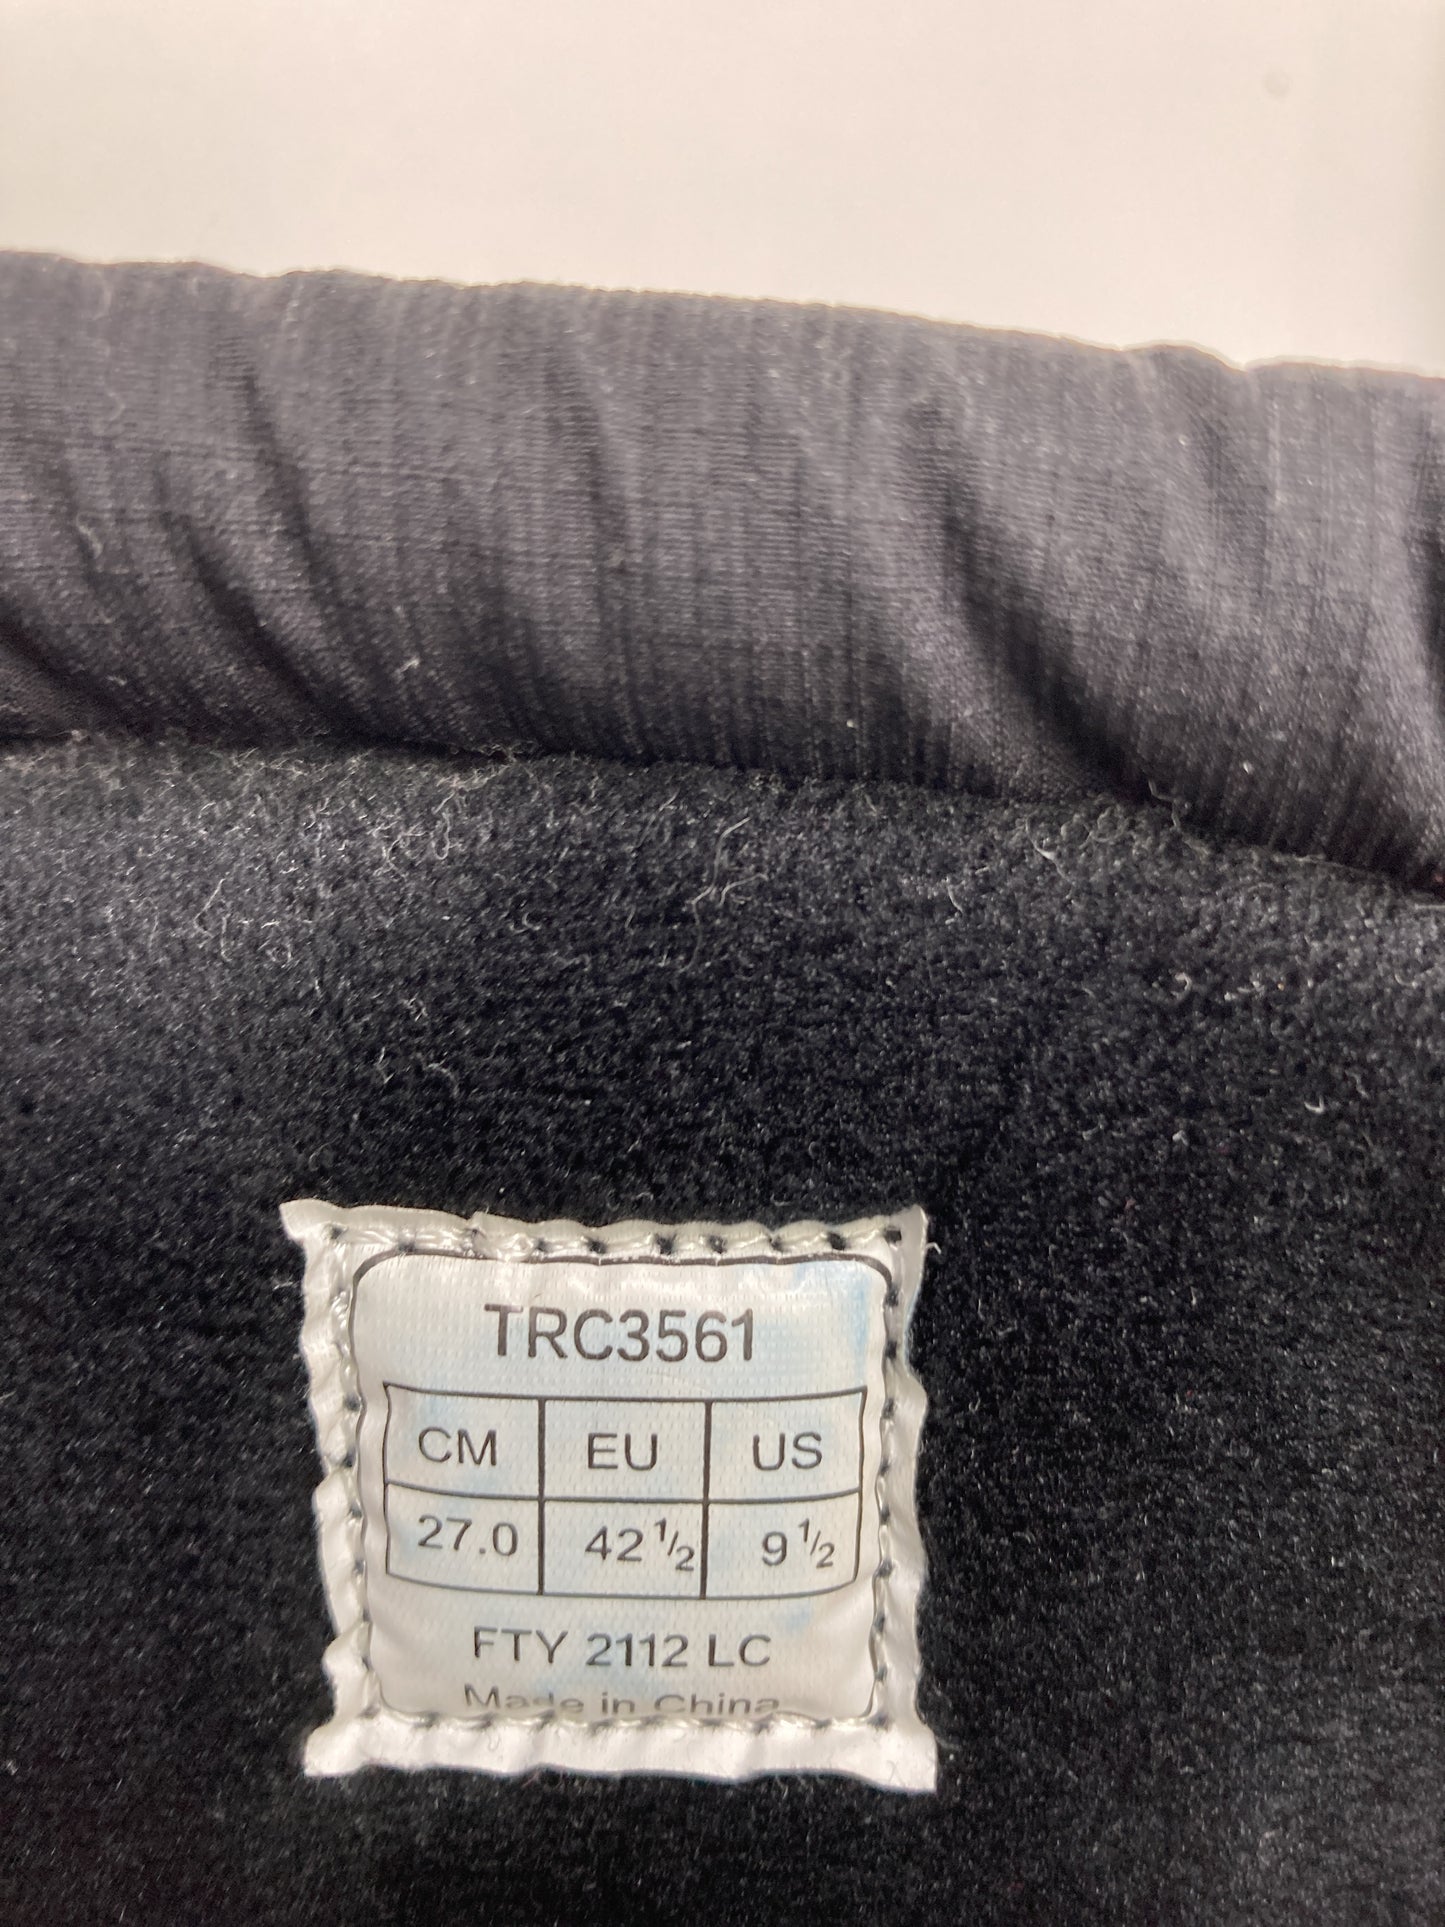 TRC3561
CM EU US
27.0 42 1/2 9 1/2
FTY 2112 LC
Made in China